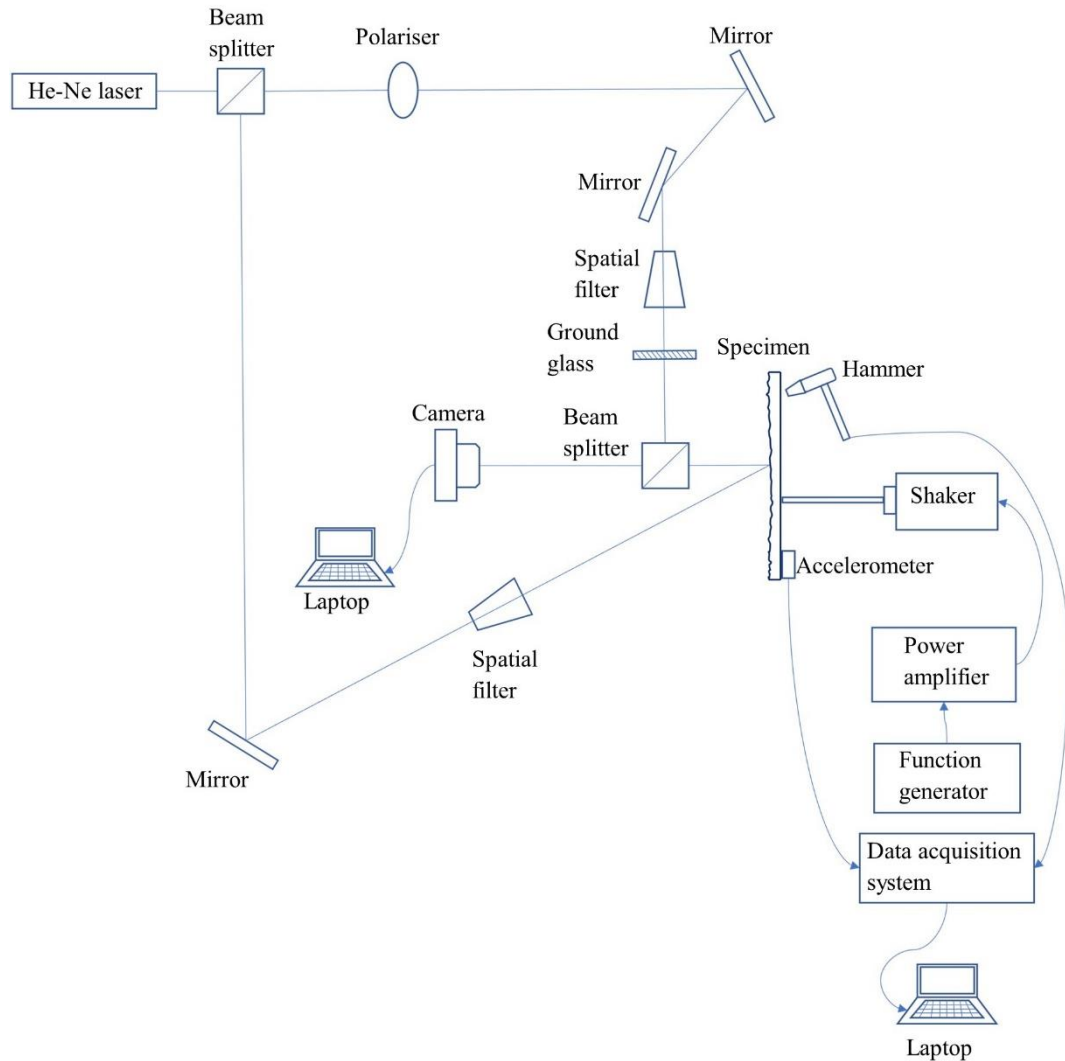 Beam
splitter
Polariser
Mirror
He-Ne laser
Mirror
Spatial
filter
Ground
glass
Specimen
Hammer
Camera
Beam
splitter
Shaker
Accelerometer
Laptop
Spatial
filter
Power
amplifier
Mirror
Function
generator
Data acquisition
system
Laptop